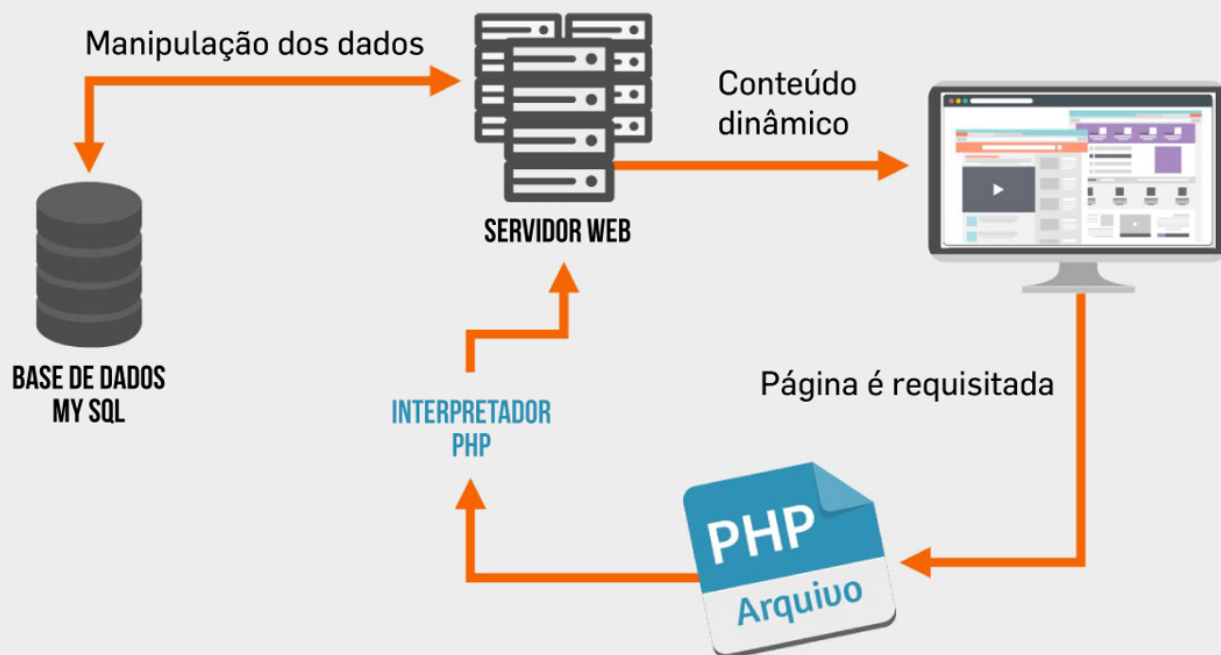 Manipulação dos dados
Conteúdo
dinâmico
SERVIDOR WEB
BASE DE DADOS
MY SQL
Página é requisitada
INTERPRETADOR
PHP
PHP
Arquivo